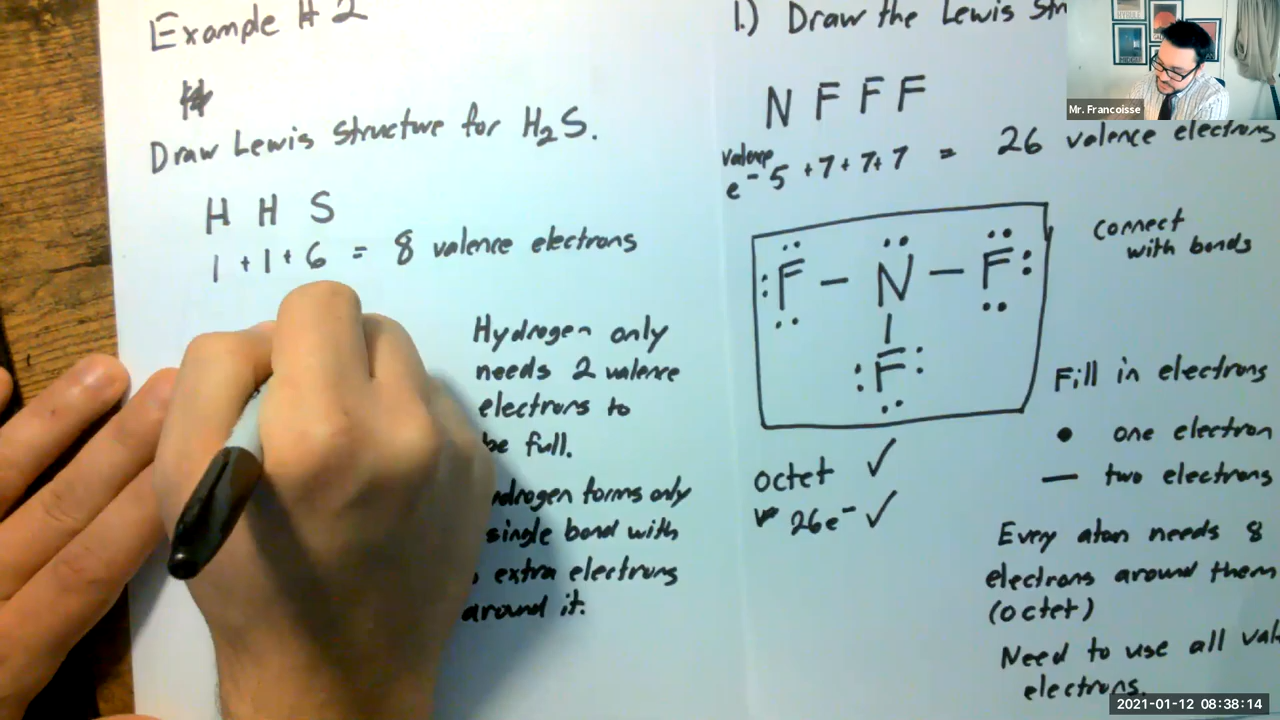 Example # 2
Draw Lewis Structure for H2S.
H H S
1 + 1 + 6 = 8 valence electrons
Hydrogen only
needs 2 valence
electrons to
be full.
forms only
single bond with
extra electrons
around it.
1.) Draw the Lewis
N F F F
valence
e⁻ 5 + 7 + 7 + 7 = 26 valence electrons
connect
with bonds
F — N — F
F
Fill in electrons
• one electron
— two electrons
octet ✓
26e⁻ ✓
Every atom needs 8
electrons around them
(octet)
Need to use all
electrons.
Mr. Francoisse
2021-01-12 08:38:14